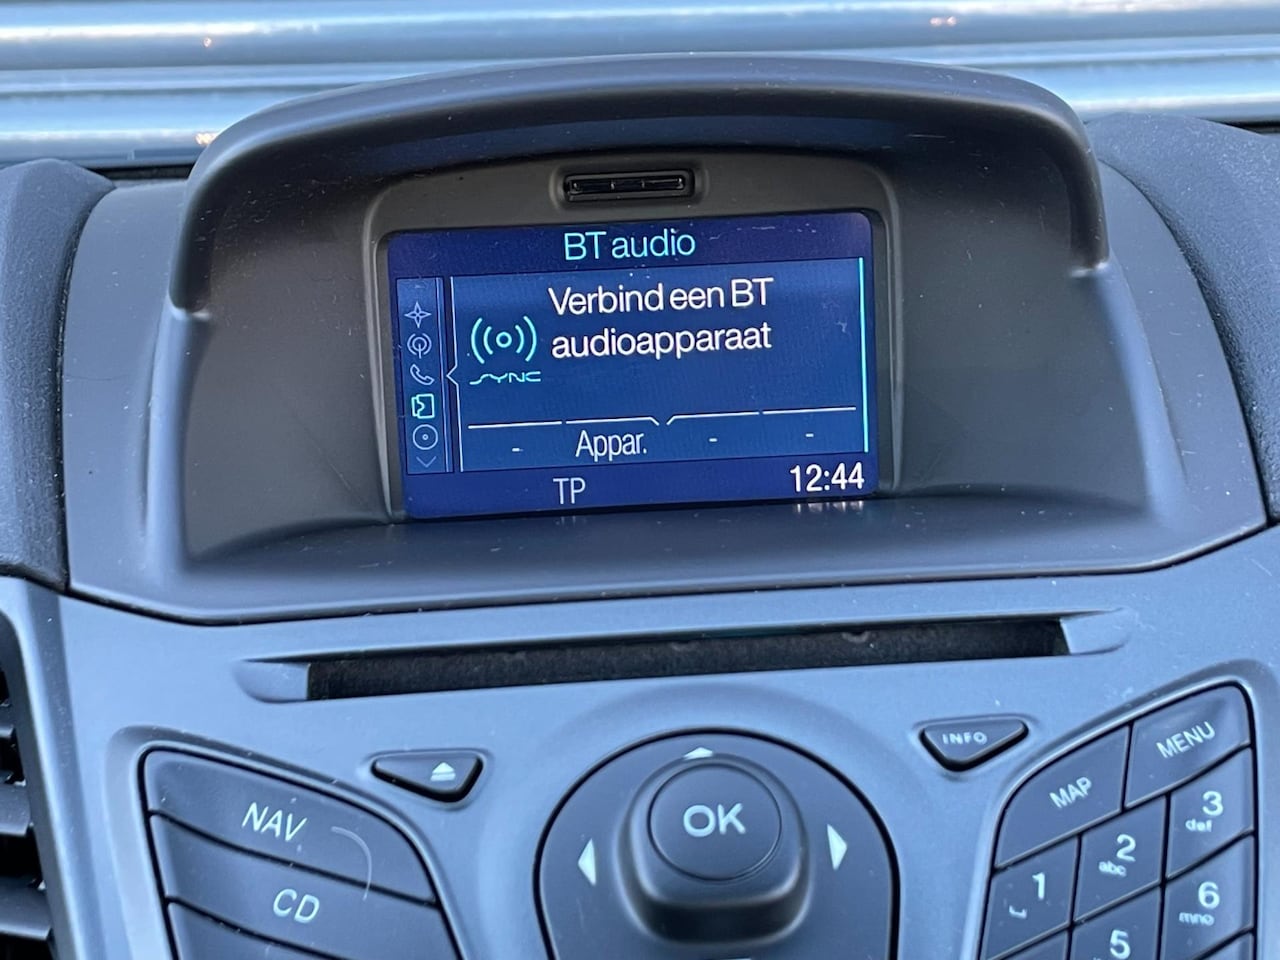 BT audio
Verbind een BT
audioapparaat
SYNC
- Appar. - -
TP 12:44
INFO
MENU
MAP
NAV
OK
3
def
2
abc
1
CD
6
mno
5